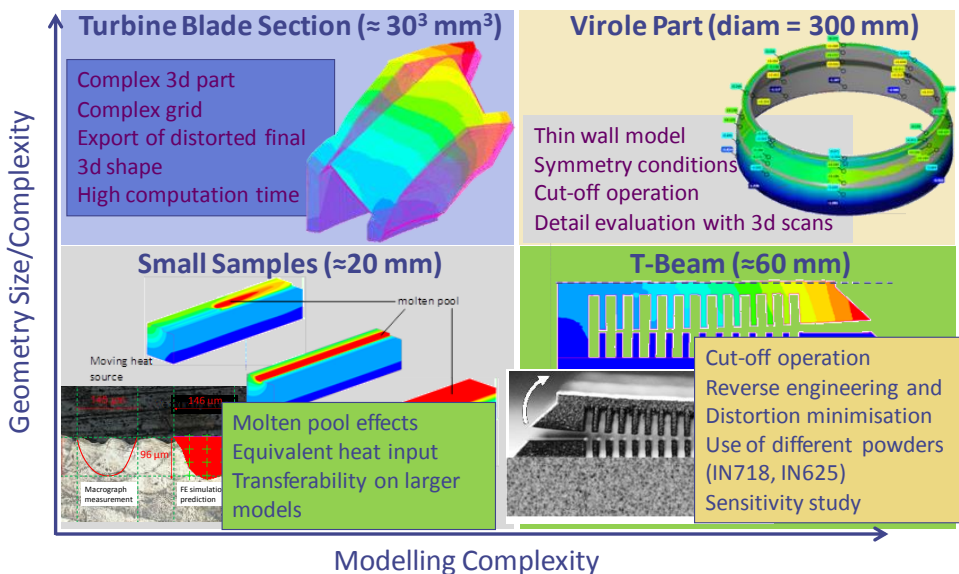 Turbine Blade Section (≈ 30³ mm³)
Complex 3d part
Complex grid
Export of distorted final
3d shape
High computation time
Virole Part (diam = 300 mm)
Thin wall model
Symmetry conditions
Cut-off operation
Detail evaluation with 3d scans
Small Samples (≈20 mm)
molten pool
Moving heat
source
146 µm
96 µm
Macrograph
measurement
FE simulation
prediction
Molten pool effects
Equivalent heat input
Transferability on larger
models
T-Beam (≈60 mm)
Cut-off operation
Reverse engineering and
Distortion minimisation
Use of different powders
(IN718, IN625)
Sensitivity study
Geometry Size/Complexity
Modelling Complexity